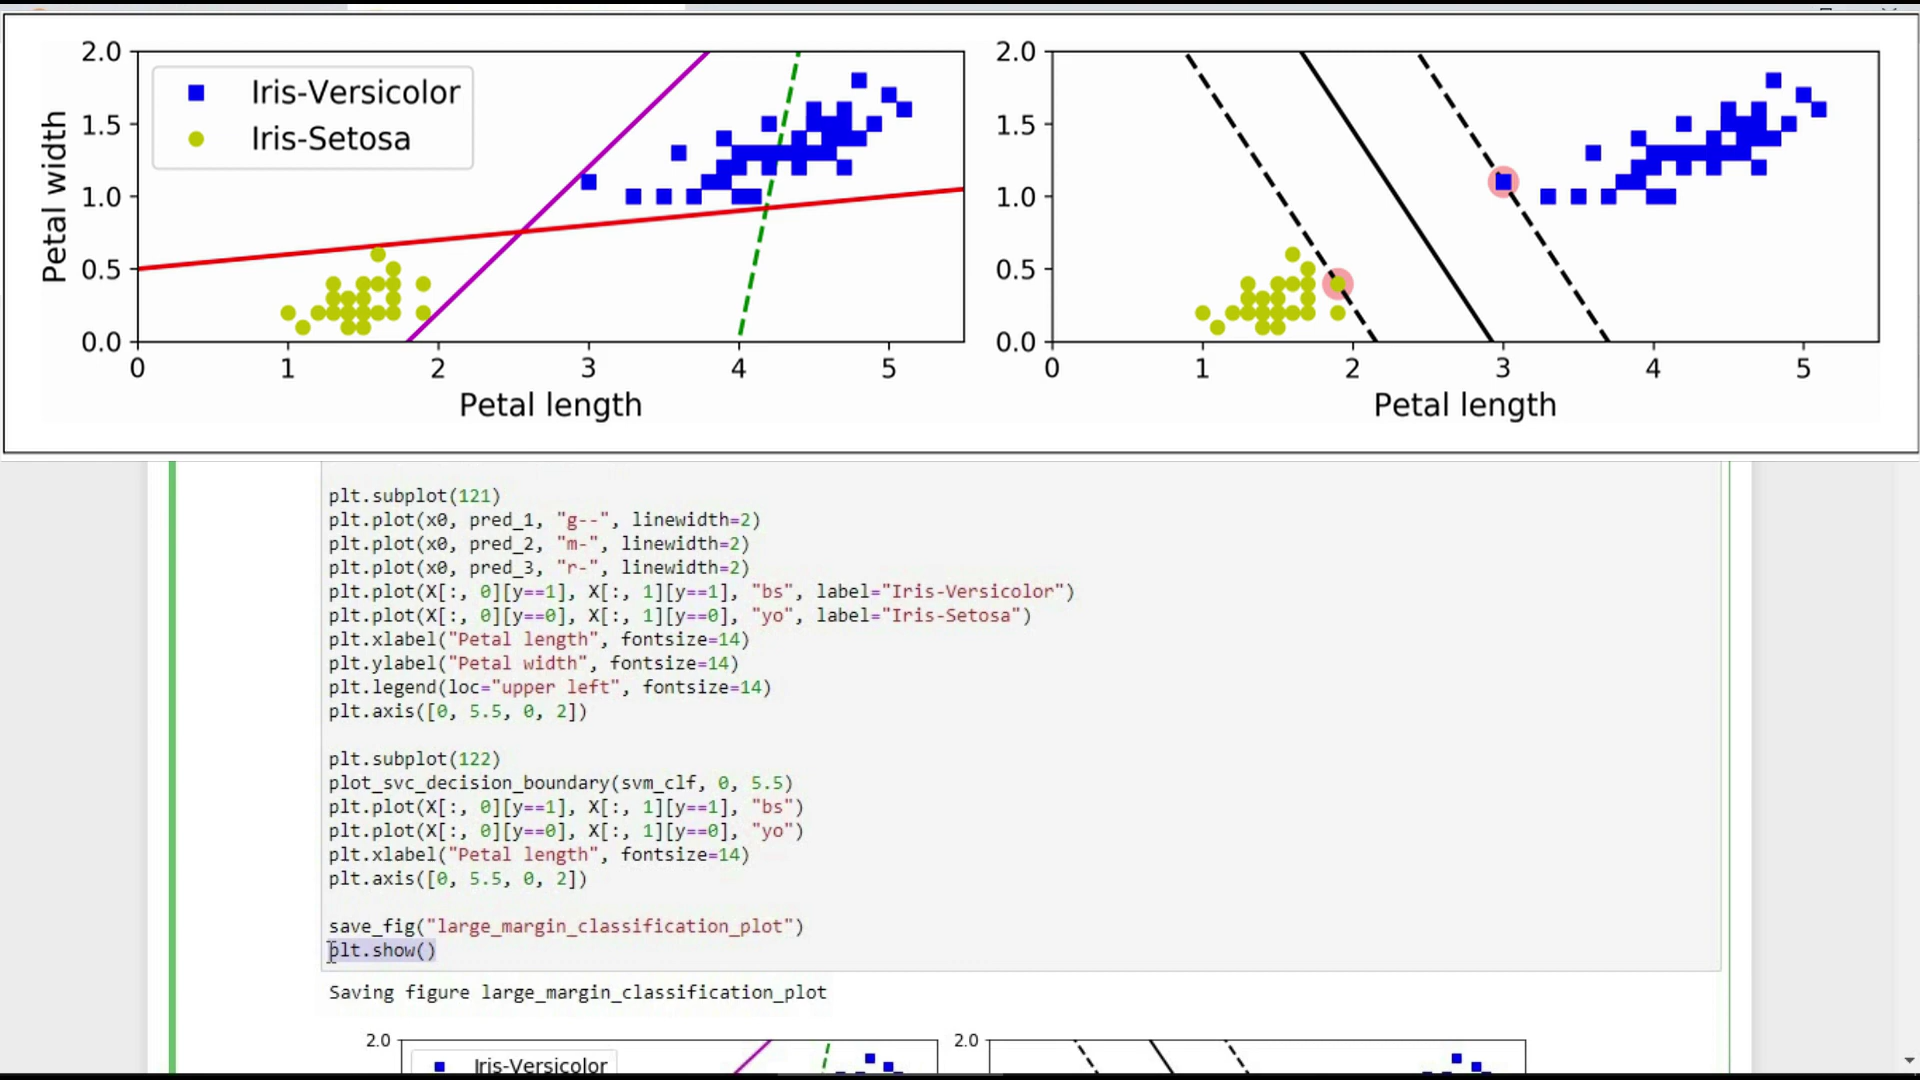 2.0
1.5
1.0
0.5
0.0
Petal width
Iris-Versicolor
Iris-Setosa
0 1 2 3 4 5
Petal length
2.0
1.5
1.0
0.5
0.0
0 1 2 3 4 5
Petal length
plt.subplot(121)
plt.plot(x0, pred_1, "g--", linewidth=2)
plt.plot(x0, pred_2, "m-", linewidth=2)
plt.plot(x0, pred_3, "r-", linewidth=2)
plt.plot(X[:, 0][y==1], X[:, 1][y==1], "bs", label="Iris-Versicolor")
plt.plot(X[:, 0][y==0], X[:, 1][y==0], "yo", label="Iris-Setosa")
plt.xlabel("Petal length", fontsize=14)
plt.ylabel("Petal width", fontsize=14)
plt.legend(loc="upper left", fontsize=14)
plt.axis([0, 5.5, 0, 2])
plt.subplot(122)
plot_svc_decision_boundary(svm_clf, 0, 5.5)
plt.plot(X[:, 0][y==1], X[:, 1][y==1], "bs")
plt.plot(X[:, 0][y==0], X[:, 1][y==0], "yo")
plt.xlabel("Petal length", fontsize=14)
plt.axis([0, 5.5, 0, 2])
save_fig("large_margin_classification_plot")
plt.show()
Saving figure large_margin_classification_plot
2.0
Iris-Versicolor
2.0